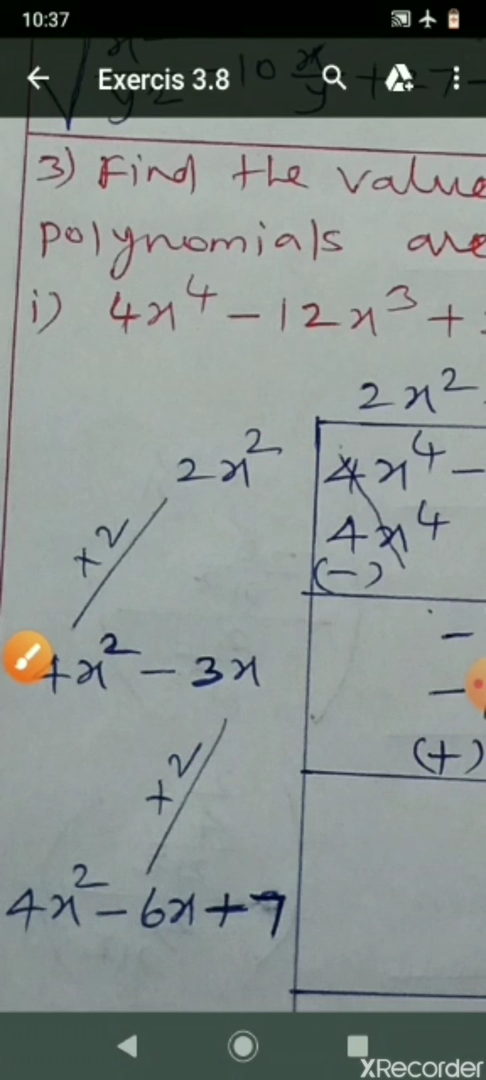 10:37
Exercis 3.8
3) Find the value
polynomials are
i) 4x⁴ - 12x³ +
2x²
2x² 4x⁴ -
×2 4x⁴
(-)
4x² - 3x -
-
×2 (+)
4x² - 6x + 7
XRecorder